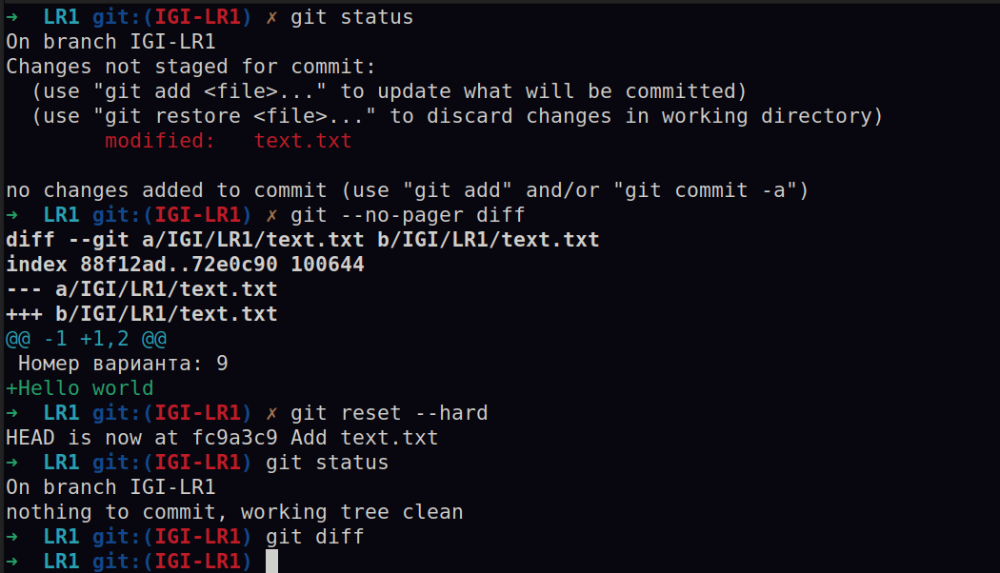 ➜  LR1 git:(IGI-LR1) ✗ git status
On branch IGI-LR1
Changes not staged for commit:
  (use "git add <file>..." to update what will be committed)
  (use "git restore <file>..." to discard changes in working directory)
        modified:   text.txt

no changes added to commit (use "git add" and/or "git commit -a")
➜  LR1 git:(IGI-LR1) ✗ git --no-pager diff
diff --git a/IGI/LR1/text.txt b/IGI/LR1/text.txt
index 88f12ad..72e0c90 100644
--- a/IGI/LR1/text.txt
+++ b/IGI/LR1/text.txt
@@ -1 +1,2 @@
 Номер варианта: 9
+Hello world
➜  LR1 git:(IGI-LR1) ✗ git reset --hard
HEAD is now at fc9a3c9 Add text.txt
➜  LR1 git:(IGI-LR1) git status
On branch IGI-LR1
nothing to commit, working tree clean
➜  LR1 git:(IGI-LR1) git diff
➜  LR1 git:(IGI-LR1)